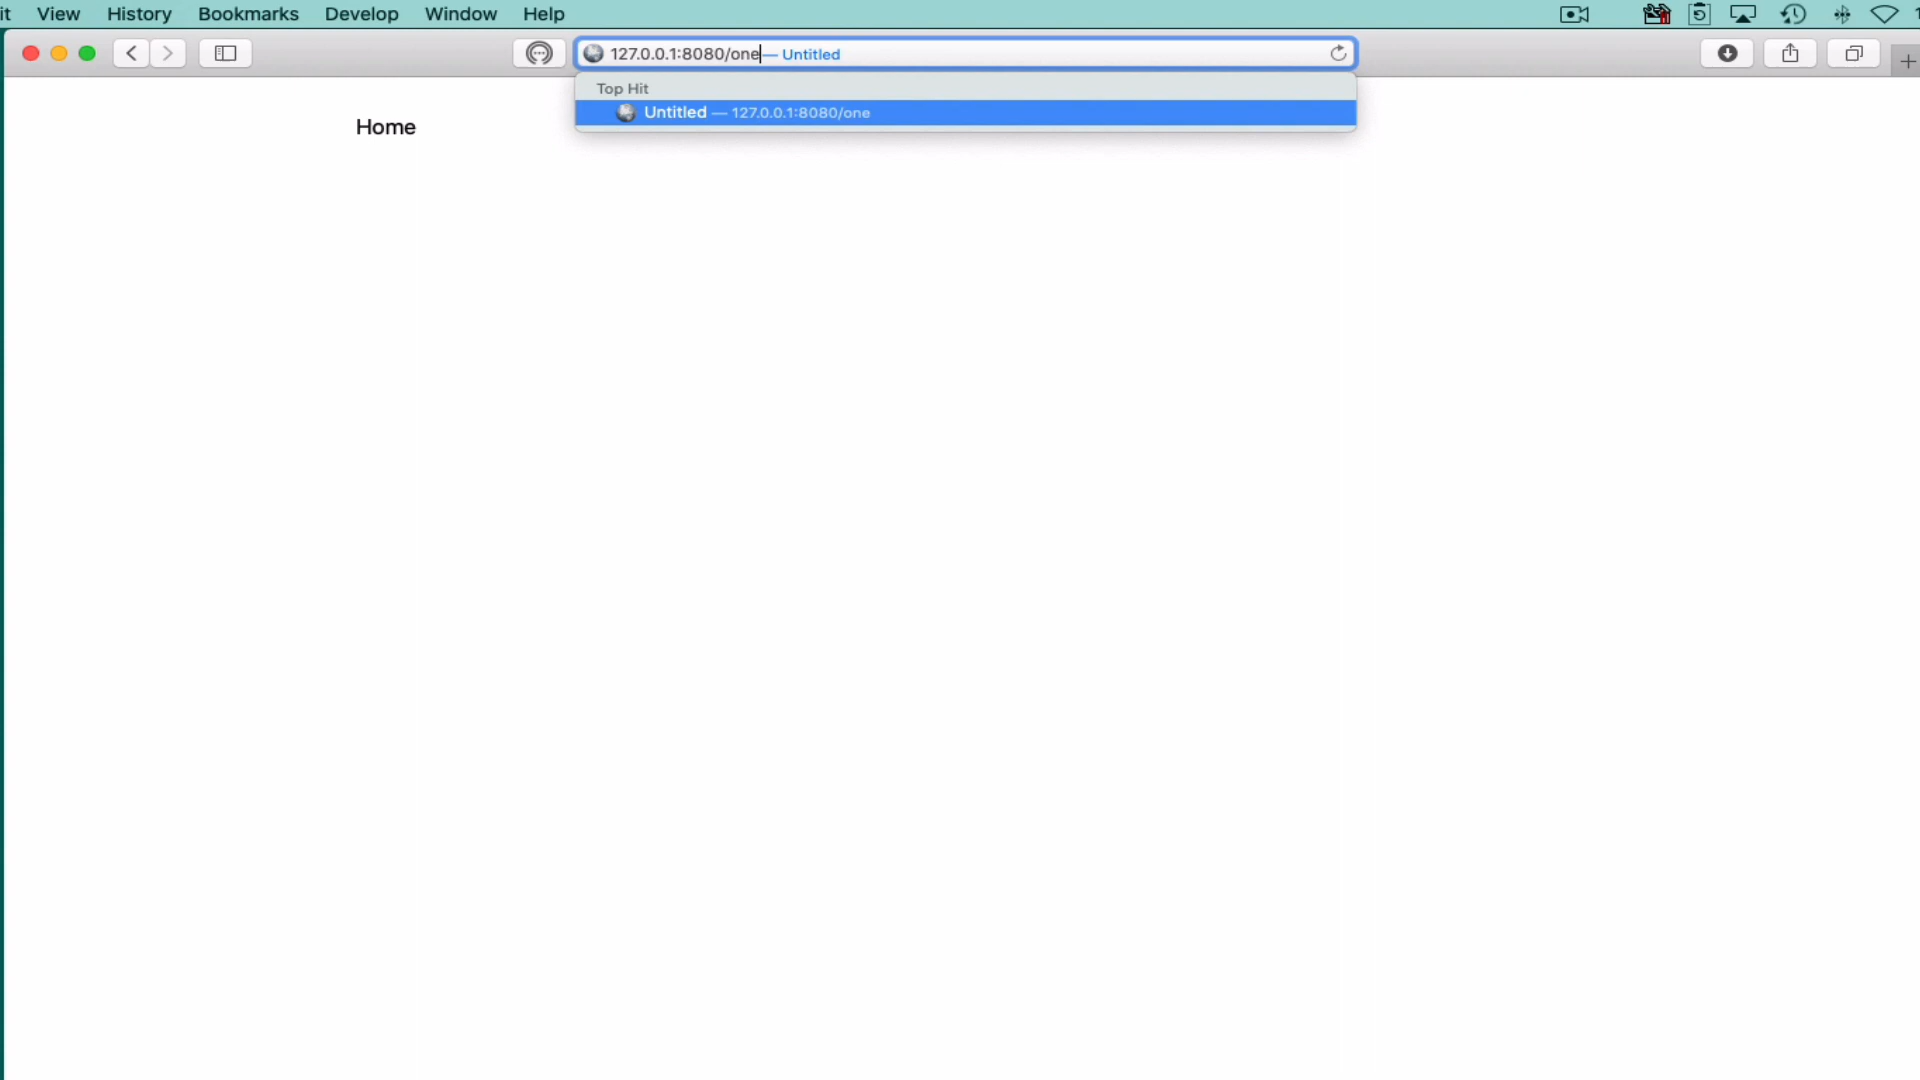 it View History Bookmarks Develop Window Help
127.0.0.1:8080/one — Untitled
Top Hit
Untitled — 127.0.0.1:8080/one
Home